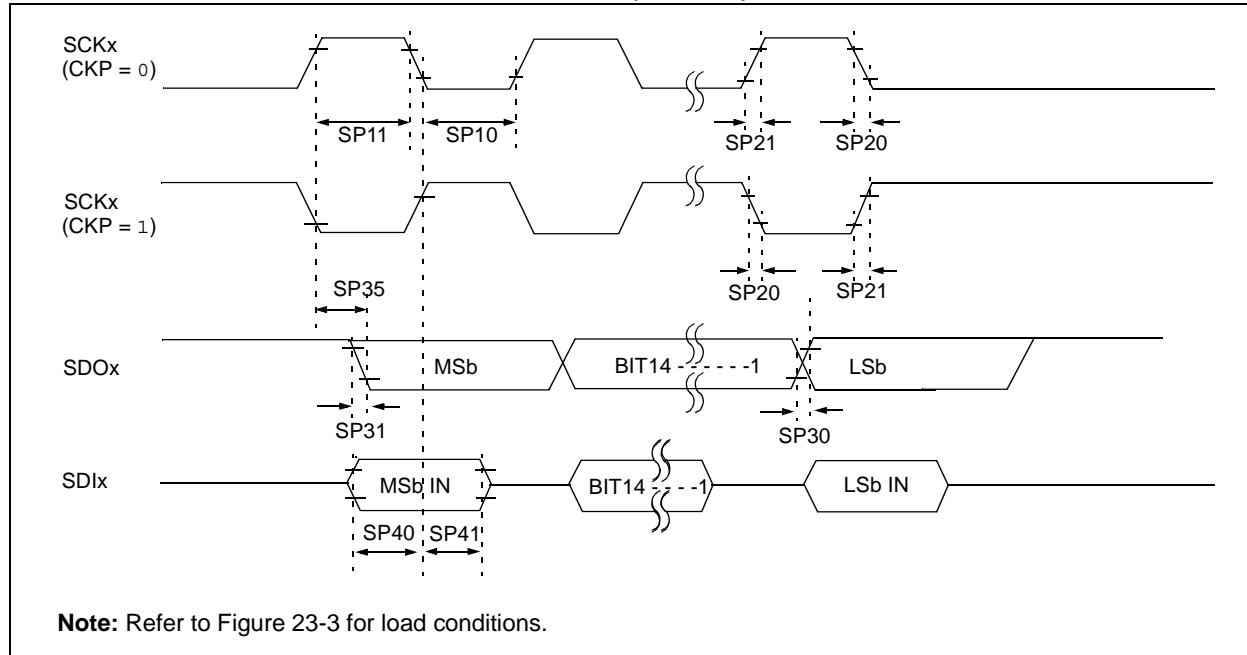 SCKx
(CKP = 0)
SP11
SP10
SP21
SP20
SCKx
(CKP = 1)
SP35
SP20
SP21
SDOx
MSb
BIT14 - - - - - -1
LSb
SP31
SP30
SDIx
MSb IN
BIT14 - - - -1
LSb IN
SP40
SP41
Note: Refer to Figure 23-3 for load conditions.